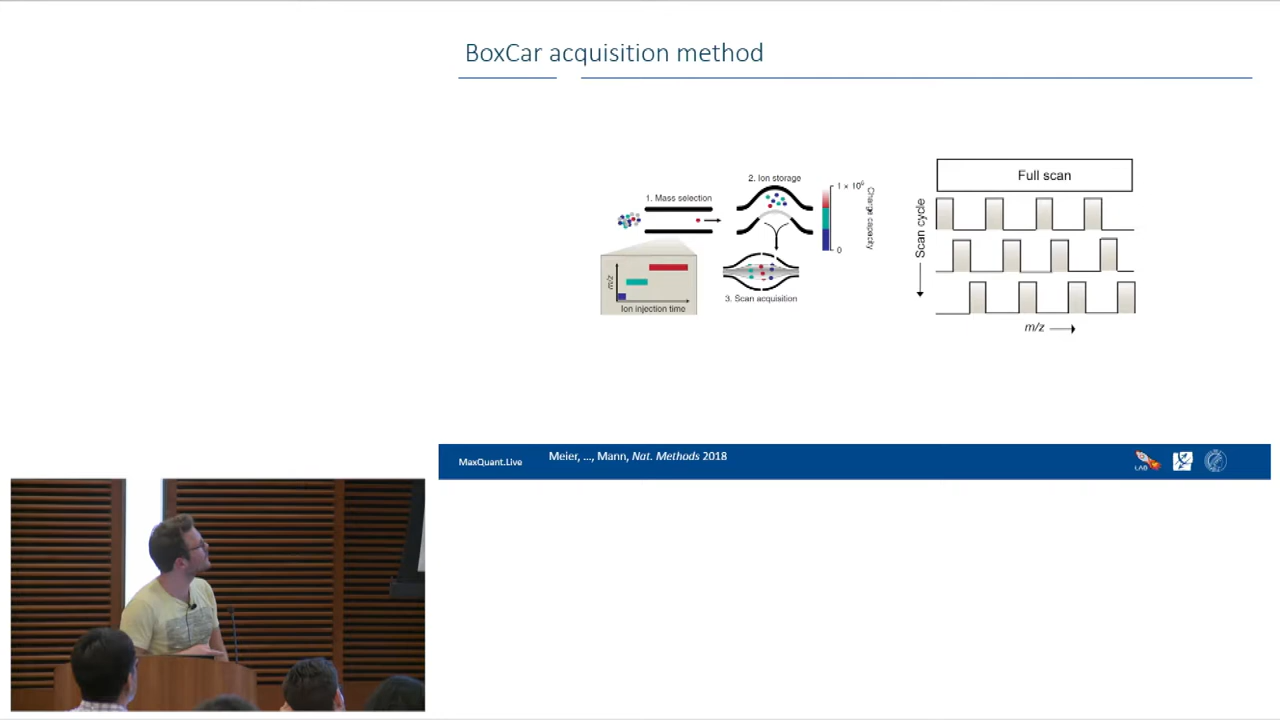 BoxCar acquisition method
1. Mass selection
2. Ion storage
1 × 10⁶
Charge capacity
0
m/z
Ion injection time
3. Scan acquisition
Full scan
Scan cycle
m/z
MaxQuant.Live
Meier, ..., Mann, Nat. Methods 2018
LAB